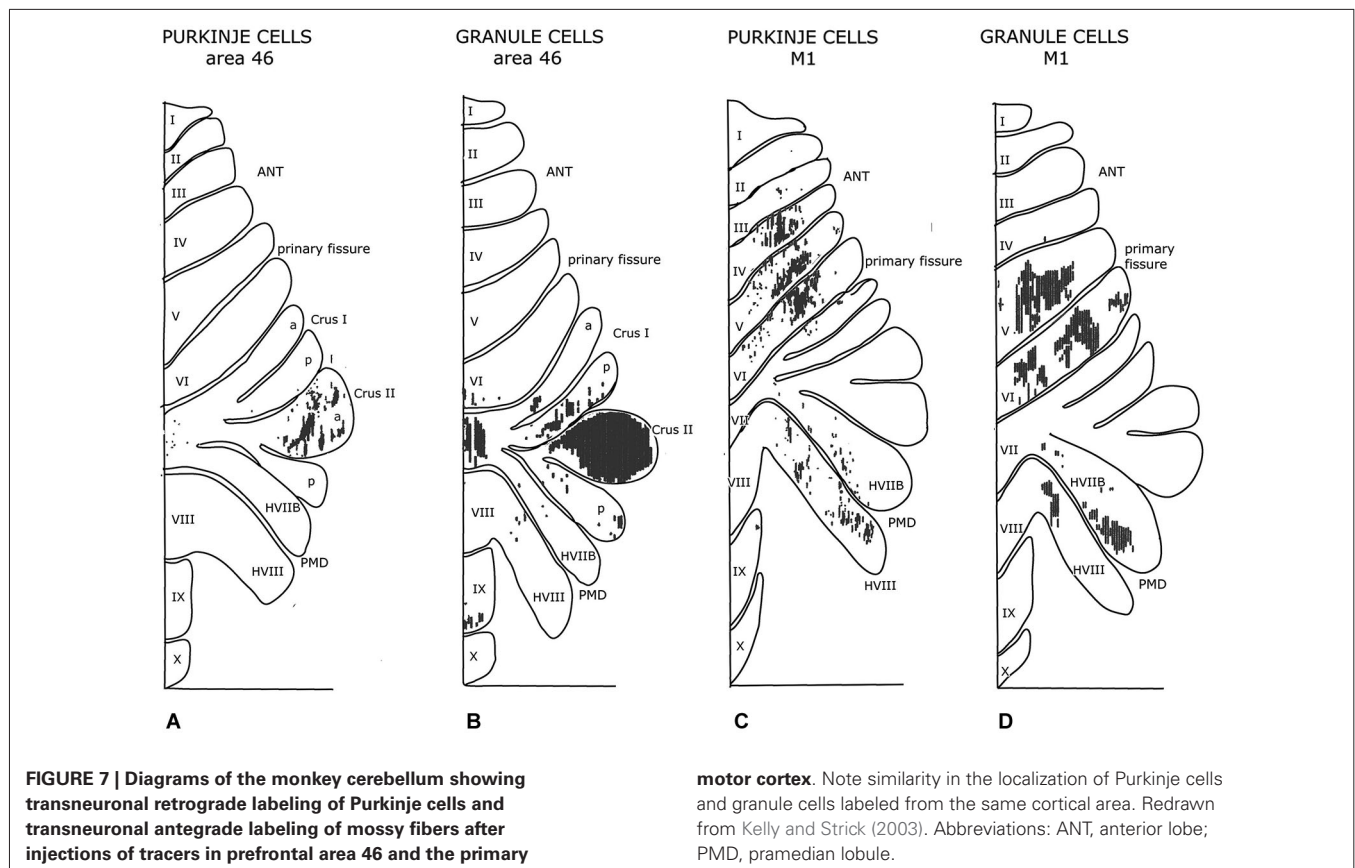 PURKINJE CELLS
area 46
I
II
III
ANT
IV
primary fissure
V
a
Crus I
p
VI
Crus II
a
p
HVIIB
VIII
PMD
HVIII
IX
X
A
GRANULE CELLS
area 46
I
II
ANT
III
IV
prinary fissure
V
a
Crus I
p
VI
Crus II
p
VIII
HVIIB
IX
HVIII
PMD
X
B
PURKINJE CELLS
M1
I
II
ANT
III
IV
primary fissure
V
VI
VII
VIII
HVIIB
PMD
IX
HVIII
X
C
GRANULE CELLS
M1
I
II
ANT
III
IV
primary
fissure
V
VI
VII
HVIIB
VIII
PMD
HVIII
IX
X
D
FIGURE 7 | Diagrams of the monkey cerebellum showing
transneuronal retrograde labeling of Purkinje cells and
transneuronal antegrade labeling of mossy fibers after
injections of tracers in prefrontal area 46 and the primary
motor cortex. Note similarity in the localization of Purkinje cells
and granule cells labeled from the same cortical area. Redrawn
from Kelly and Strick (2003). Abbreviations: ANT, anterior lobe;
PMD, pramedian lobule.